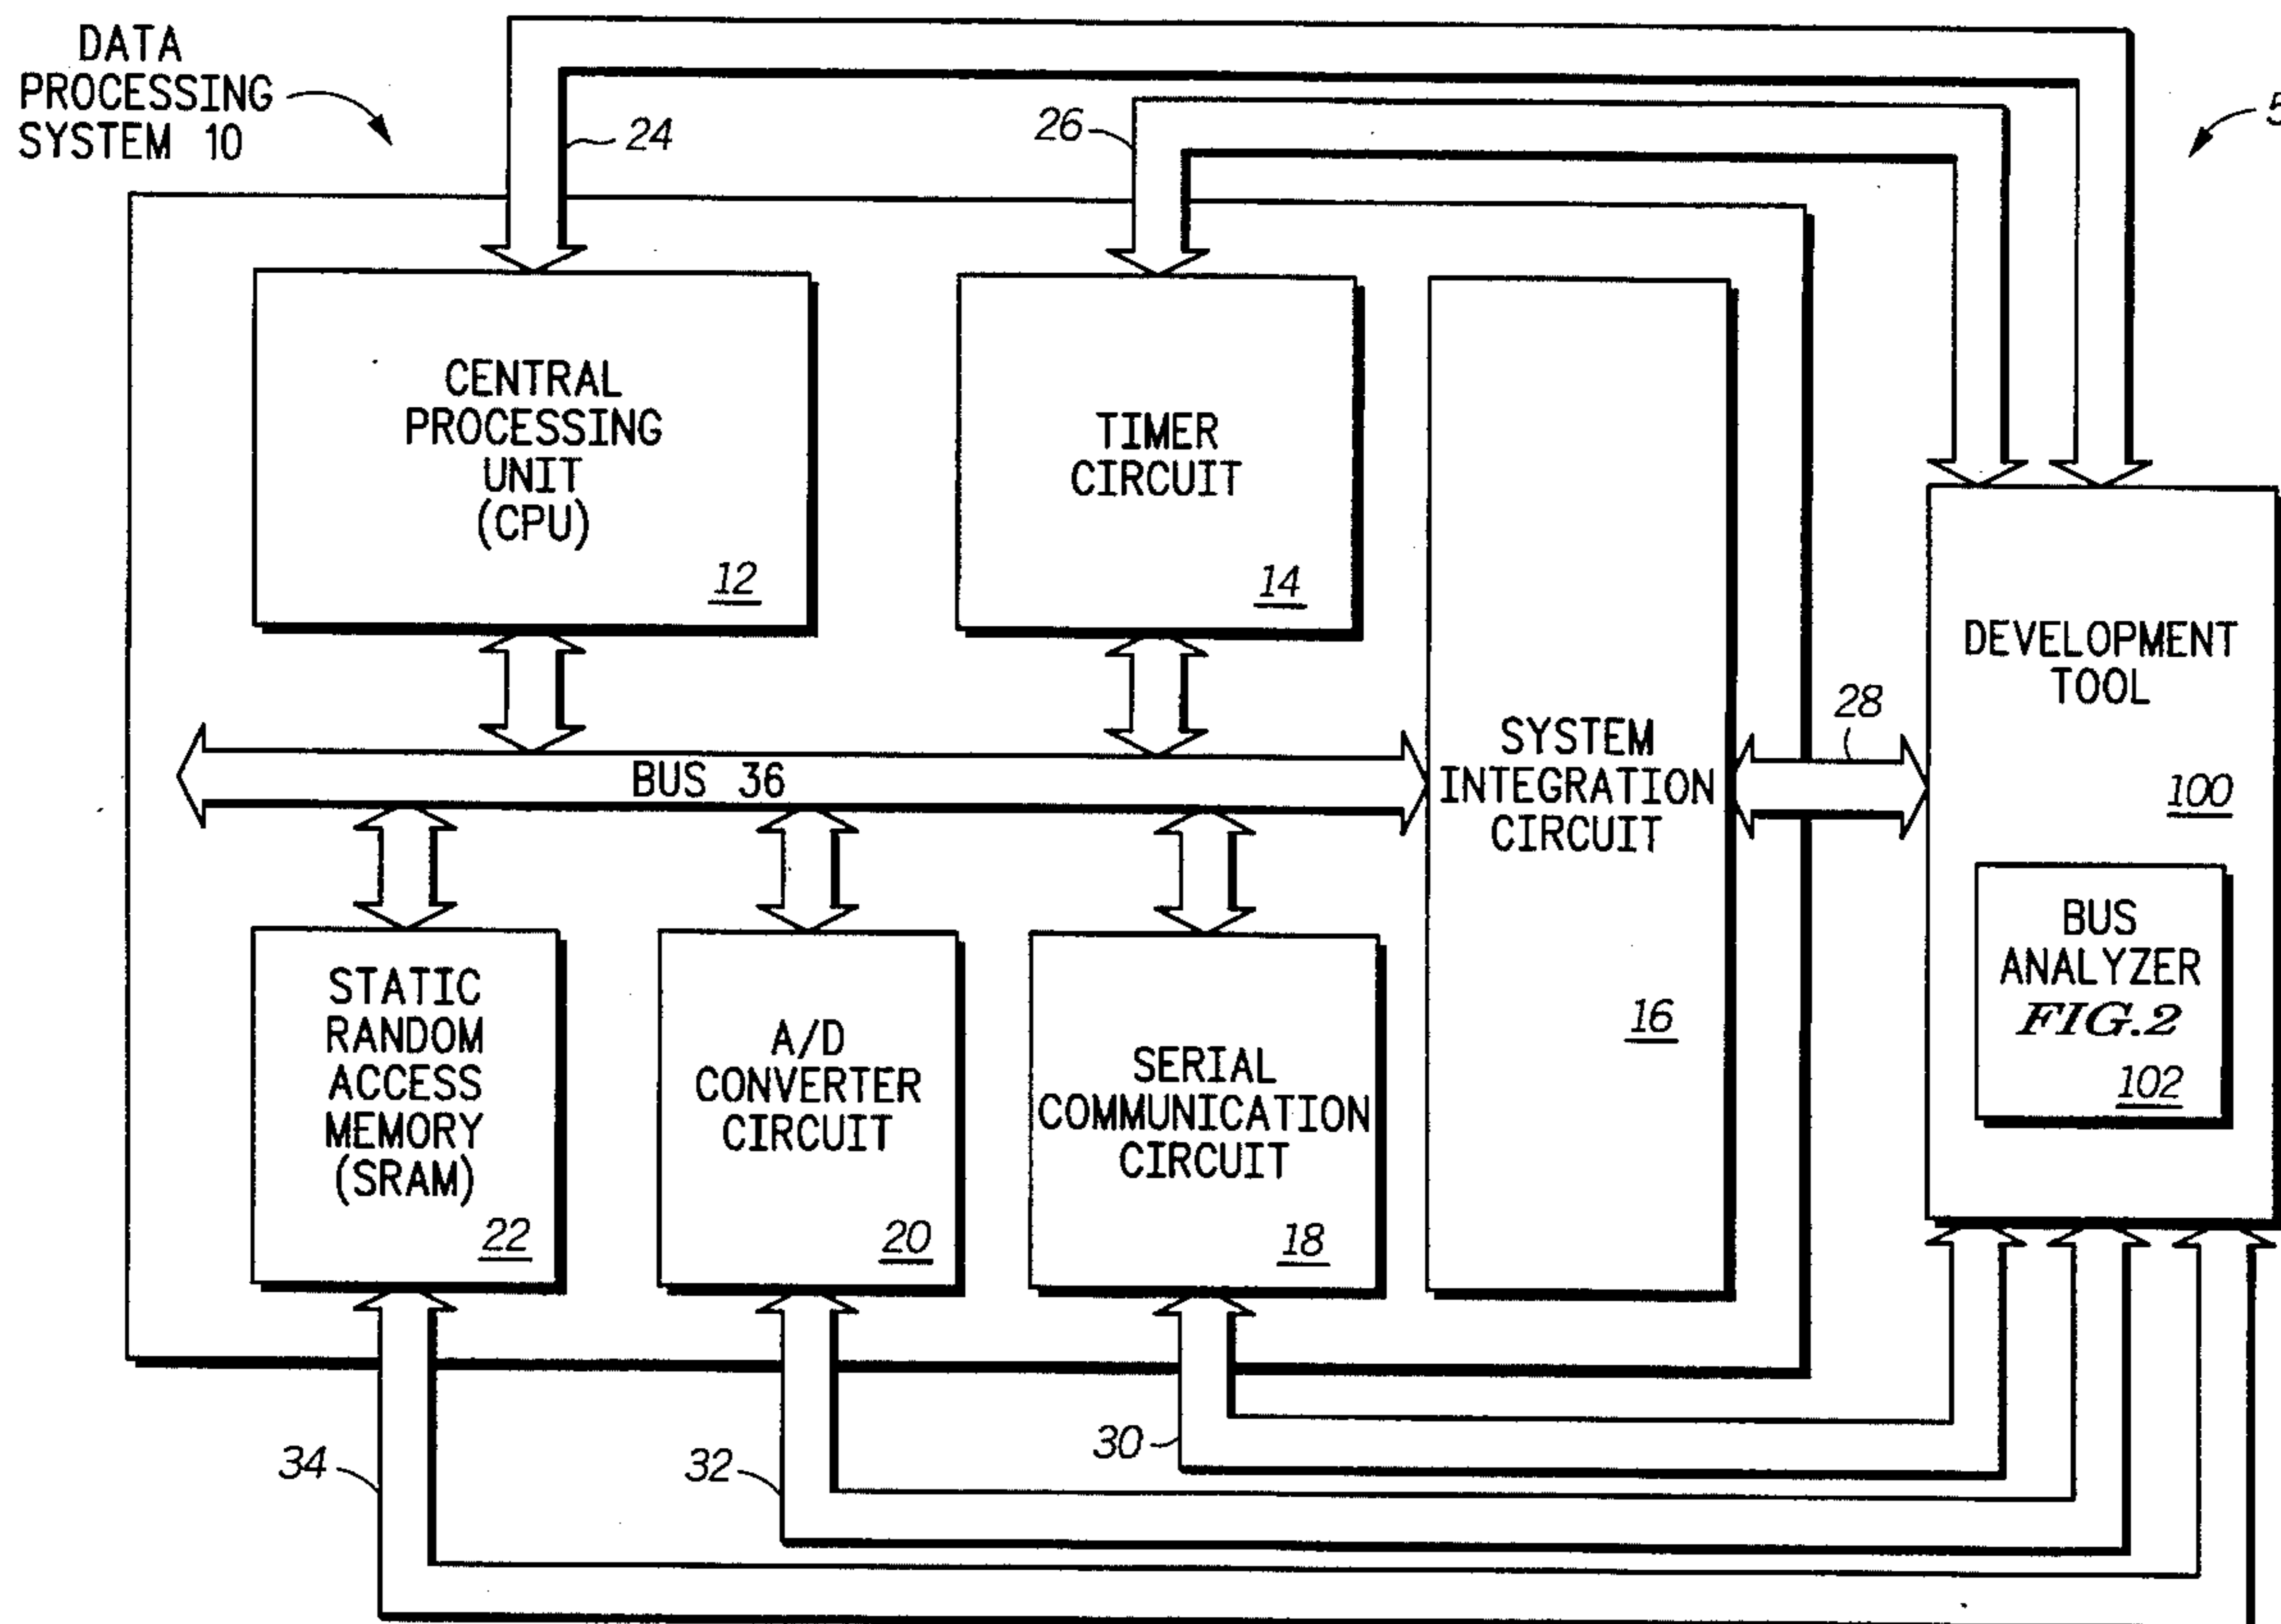 DATA
PROCESSING
SYSTEM 10
24
26
5
CENTRAL
PROCESSING
UNIT
(CPU)
12
TIMER
CIRCUIT
14
SYSTEM
INTEGRATION
CIRCUIT
16
28
DEVELOPMENT
TOOL
100
BUS
ANALYZER
FIG.2
102
BUS 36
STATIC
RANDOM
ACCESS
MEMORY
(SRAM)
22
A/D
CONVERTER
CIRCUIT
20
SERIAL
COMMUNICATION
CIRCUIT
18
34
32
30